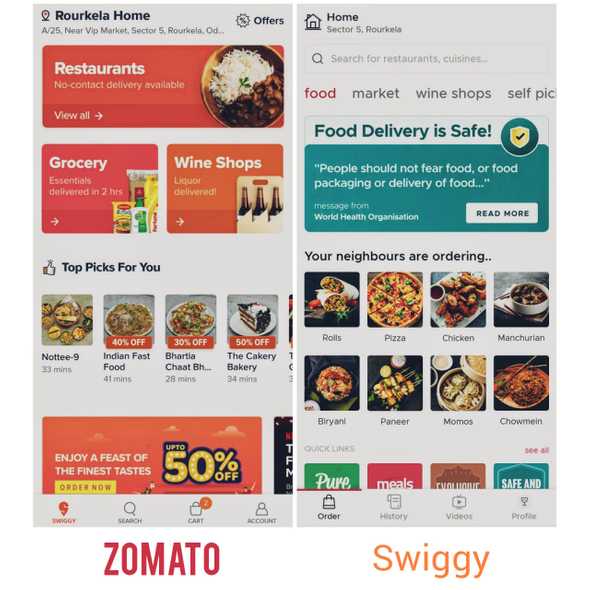 Rourkela Home
Offers
A/25, Near Vip Market, Sector 5, Rourkela, Od...
Restaurants
No-contact delivery available
View all →
Grocery
Essentials
delivered in 2 hrs
→
Wine Shops
Liquor
delivered!
→
Top Picks For You
40% OFF
30% OFF
50% OFF
Nottee-9
33 mins
Indian Fast
Food
41 mins
Bhartia
Chaat Bh...
28 mins
The Cakery
Bakery
34 mins
ENJOY A FEAST OF
THE FINEST TASTES
ORDER NOW
UPTO
50%
OFF
SWIGGY
SEARCH
2
CART
ACCOUNT
ZOMATO
Home
Sector 5, Rourkela
Search for restaurants, cuisines...
food
market
wine shops
self pic
Food Delivery is Safe!
"People should not fear food, or food
packaging or delivery of food..."
message from
World Health Organisation
READ MORE
Your neighbours are ordering..
Rolls
Pizza
Chicken
Manchurian
Biryani
Paneer
Momos
Chowmein
QUICK LINKS
see all
Pure
meals
EXCLUSIVE
SAFE AND
Order
History
Videos
Profile
Swiggy